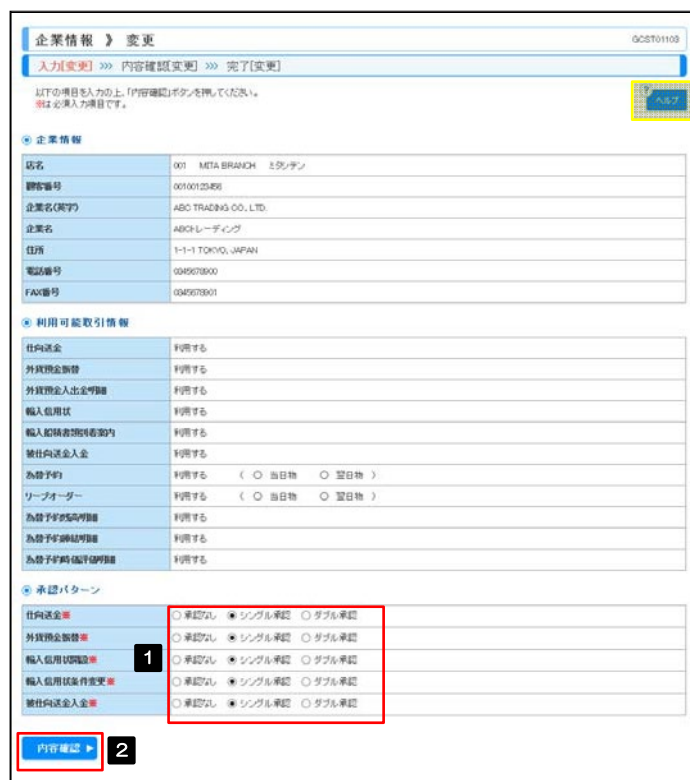 企業情報 》 変更 GCST01103
入力[変更] >>> 内容確認[変更] >>> 完了[変更]
以下の項目を入力の上、「内容確認」ボタンを押してください。
※は必須入力項目です。
? ヘルプ
企業情報
店名 001 MITA BRANCH ミタシテン
顧客番号 00100123456
企業名(英字) ABC TRADING CO., LTD.
企業名 ABCトレーディング
住所 1-1-1 TOKYO, JAPAN
電話番号 0345678900
FAX番号 0345678901
利用可能取引情報
仕向送金 利用する
外貨預金振替 利用する
外貨預金入出金明細 利用する
輸入信用状 利用する
輸入船積書類到着案内 利用する
被仕向送金入金 利用する
為替予約 利用する ( ○ 当日物 ○ 翌日物 )
リーブオーダー 利用する ( ○ 当日物 ○ 翌日物 )
為替予約残高明細 利用する
為替予約締結明細 利用する
為替予約時価評価明細 利用する
承認パターン
仕向送金※ ○ 承認なし ◉ シングル承認 ○ ダブル承認
外貨預金振替※ ○ 承認なし ◉ シングル承認 ○ ダブル承認
輸入信用状開設※ ○ 承認なし ◉ シングル承認 ○ ダブル承認
輸入信用状条件変更※ ○ 承認なし ◉ シングル承認 ○ ダブル承認
被仕向送金入金※ ○ 承認なし ◉ シングル承認 ○ ダブル承認
1
内容確認 ▶ 2